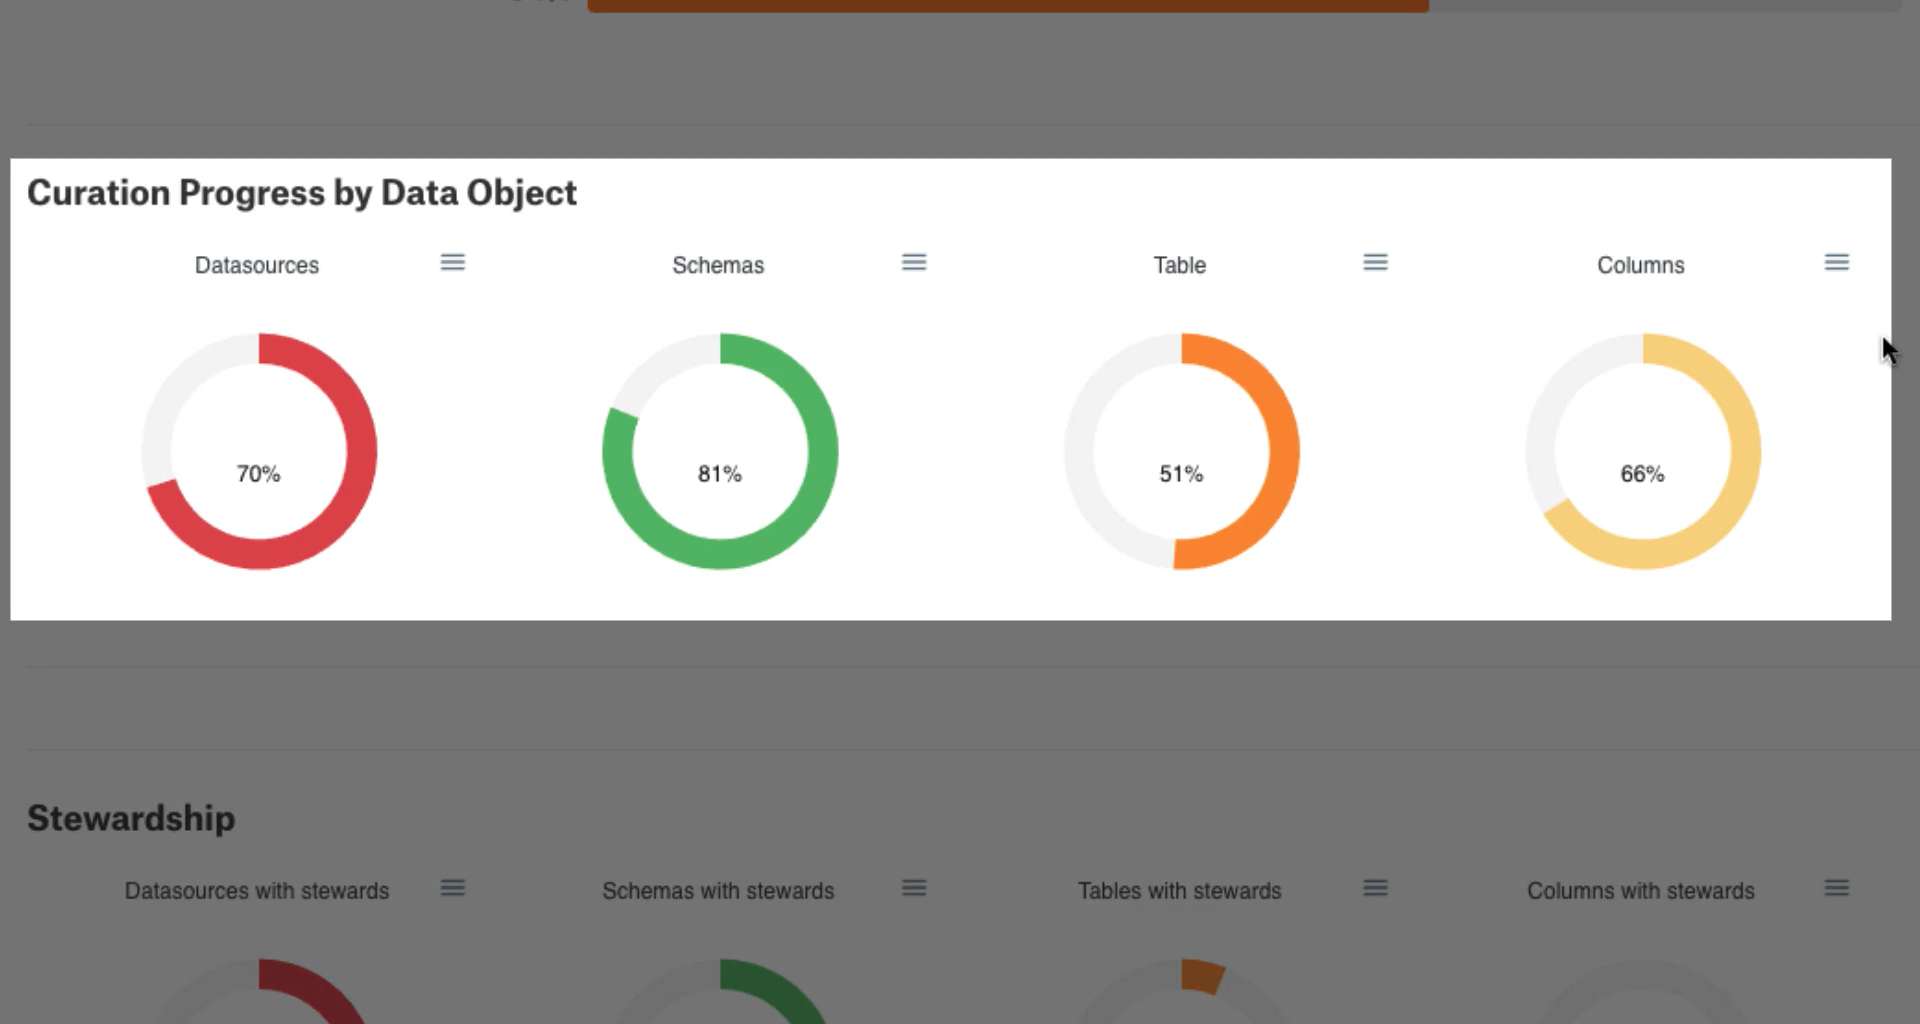 Curation Progress by Data Object
Datasources
Schemas
Table
Columns
70%
81%
51%
66%
Stewardship
Datasources with stewards
Schemas with stewards
Tables with stewards
Columns with stewards